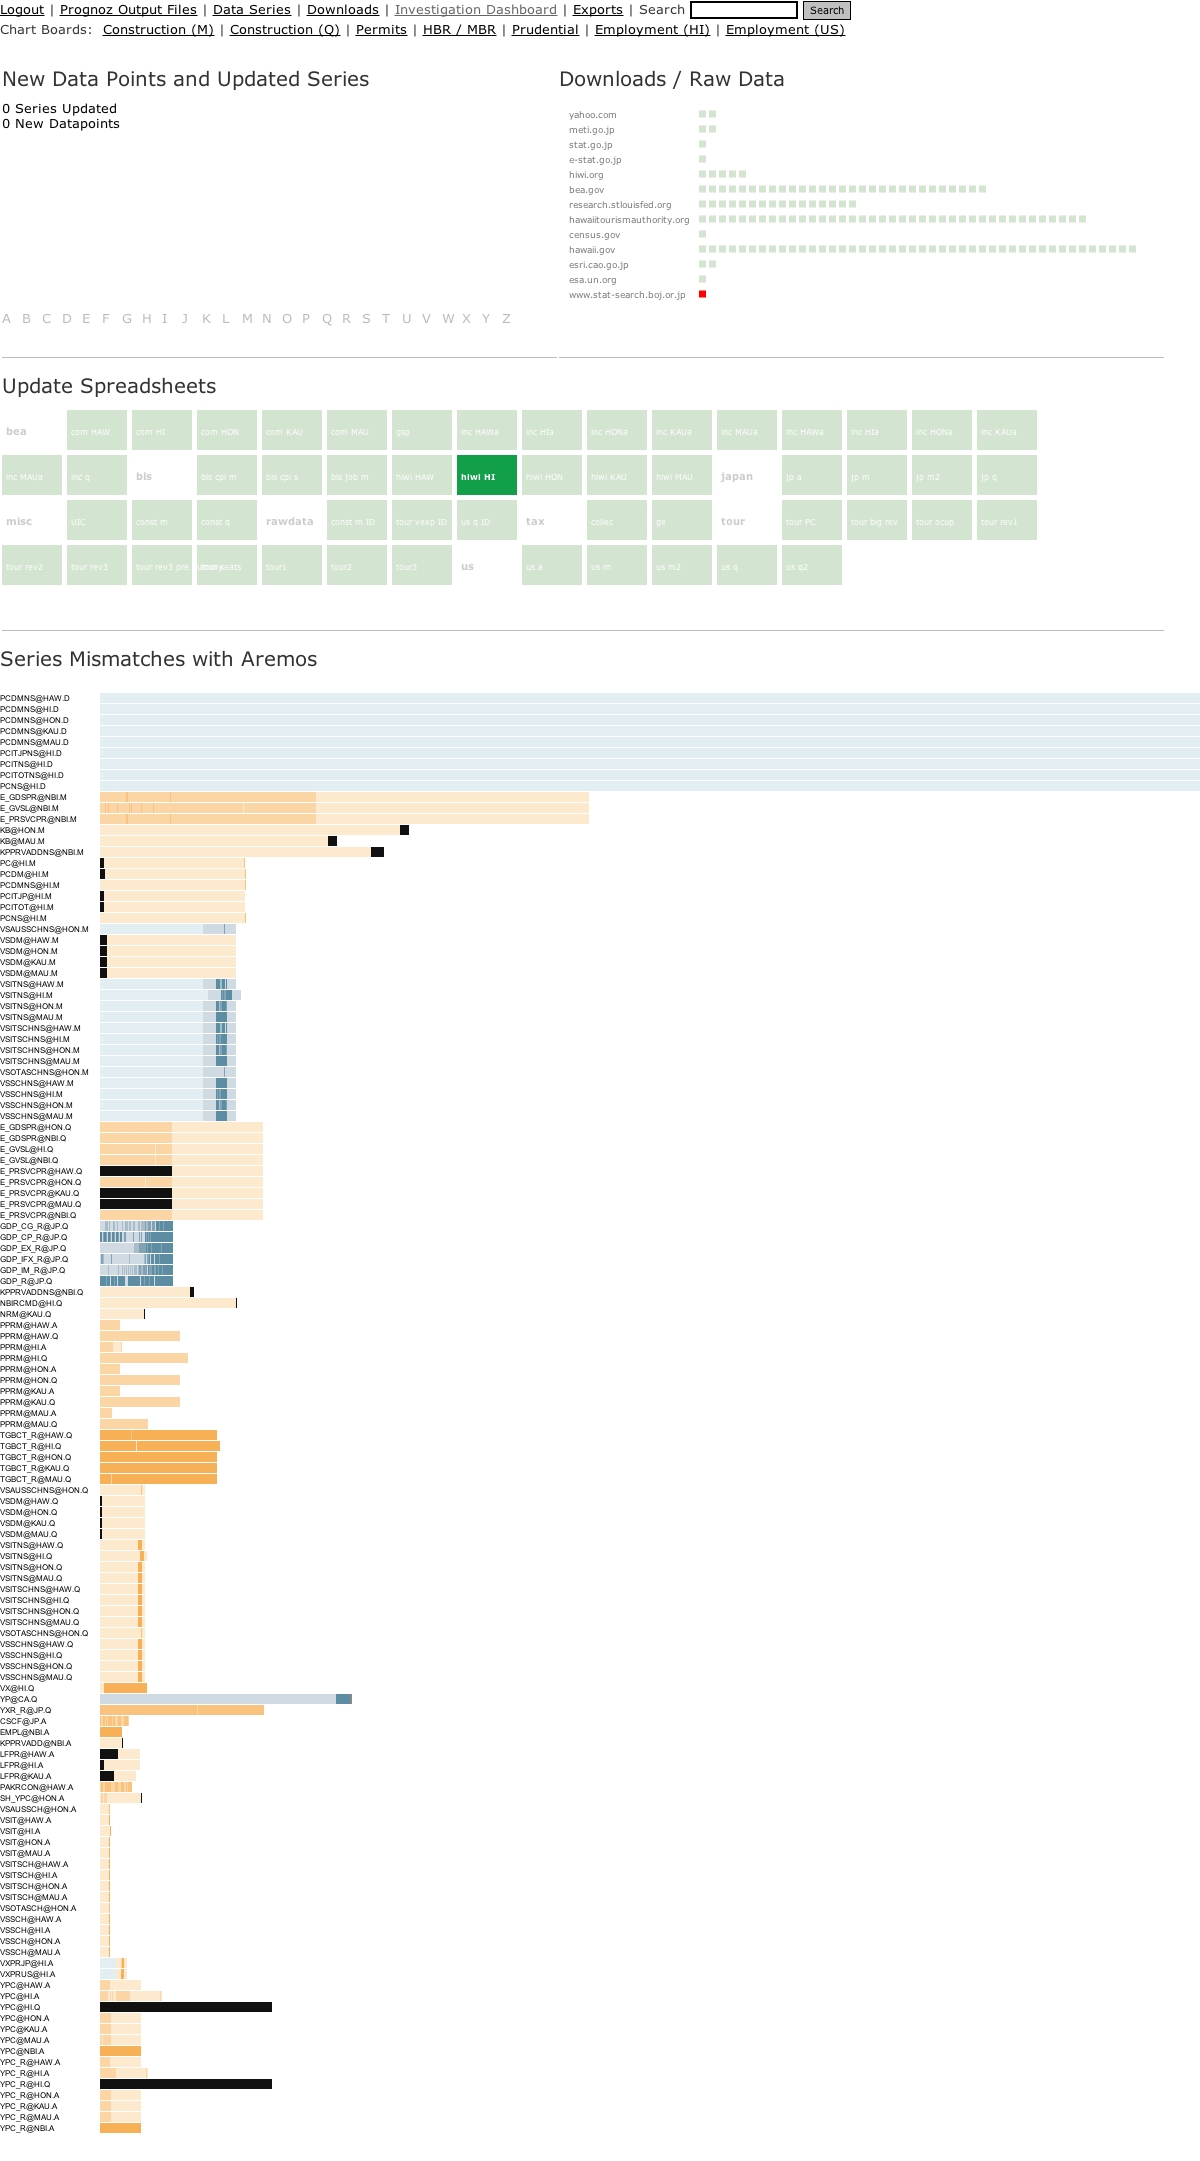 Logout | Prognoz Output Files | Data Series | Downloads | Investigation Dashboard | Exports | Search Search
Chart Boards: Construction (M) | Construction (Q) | Permits | HBR / MBR | Prudential | Employment (HI) | Employment (US)
New Data Points and Updated Series
0 Series Updated
0 New Datapoints
Downloads / Raw Data
yahoo.com
meti.go.jp
stat.go.jp
e-stat.go.jp
hiwi.org
bea.gov
research.stlouisfed.org
hawaiitourismauthority.org
census.gov
hawaii.gov
esri.cao.go.jp
esa.un.org
www.stat-search.boj.or.jp
A B C D E F G H I J K L M N O P Q R S T U V W X Y Z
Update Spreadsheets
bea com HAW com HI com HON com KAU com MAU gsp inc HAWa inc HIa inc HONa inc KAUa inc MAUa inc HAWa inc HIa inc HONa inc KAUa
inc MAUa inc q bls bls cpi m bls cpi s bls job m hiwi HAW hiwi HI hiwi HON hiwi KAU hiwi MAU japan jp a jp m jp m2 jp q
misc UIC const m const q rawdata const m ID tour vexp ID us q ID tax collec ge tour tour PC tour big rev tour ocup tour rev1
tour rev2 tour rev3 tour rev3 pre tour seats tour1 tour2 tour3 us us a us m us m2 us q us q2
Series Mismatches with Aremos
PCDMNS@HAW.D
PCDMNS@HI.D
PCDMNS@HON.D
PCDMNS@KAU.D
PCDMNS@MAU.D
PCITJPNS@HI.D
PCITNS@HI.D
PCITOTNS@HI.D
PCNS@HI.D
E_GDSPR@NBI.M
E_GVSL@NBI.M
E_PRSVCPR@NBI.M
KB@HON.M
KB@MAU.M
KPPRVADDNS@NBI.M
PC@HI.M
PCDM@HI.M
PCDMNS@HI.M
PCITJP@HI.M
PCITOT@HI.M
PCNS@HI.M
VSAUSSCHNS@HON.M
VSDM@HAW.M
VSDM@HON.M
VSDM@KAU.M
VSDM@MAU.M
VSITNS@HAW.M
VSITNS@HI.M
VSITNS@HON.M
VSITNS@MAU.M
VSITSCHNS@HAW.M
VSITSCHNS@HI.M
VSITSCHNS@HON.M
VSITSCHNS@MAU.M
VSOTASCHNS@HON.M
VSSCHNS@HAW.M
VSSCHNS@HI.M
VSSCHNS@HON.M
VSSCHNS@MAU.M
E_GDSPR@HON.Q
E_GDSPR@NBI.Q
E_GVSL@HI.Q
E_GVSL@NBI.Q
E_PRSVCPR@HAW.Q
E_PRSVCPR@HON.Q
E_PRSVCPR@KAU.Q
E_PRSVCPR@MAU.Q
E_PRSVCPR@NBI.Q
GDP_CG_R@JP.Q
GDP_CP_R@JP.Q
GDP_EX_R@JP.Q
GDP_IFX_R@JP.Q
GDP_IM_R@JP.Q
GDP_R@JP.Q
KPPRVADDNS@NBI.Q
NBIRCMD@HI.Q
NRM@KAU.Q
PPRM@HAW.A
PPRM@HAW.Q
PPRM@HI.A
PPRM@HI.Q
PPRM@HON.A
PPRM@HON.Q
PPRM@KAU.A
PPRM@KAU.Q
PPRM@MAU.A
PPRM@MAU.Q
TGBCT_R@HAW.Q
TGBCT_R@HI.Q
TGBCT_R@HON.Q
TGBCT_R@KAU.Q
TGBCT_R@MAU.Q
VSAUSSCHNS@HON.Q
VSDM@HAW.Q
VSDM@HON.Q
VSDM@KAU.Q
VSDM@MAU.Q
VSITNS@HAW.Q
VSITNS@HI.Q
VSITNS@HON.Q
VSITNS@MAU.Q
VSITSCHNS@HAW.Q
VSITSCHNS@HI.Q
VSITSCHNS@HON.Q
VSITSCHNS@MAU.Q
VSOTASCHNS@HON.Q
VSSCHNS@HAW.Q
VSSCHNS@HI.Q
VSSCHNS@HON.Q
VSSCHNS@MAU.Q
VX@HI.Q
YP@CA.Q
YXR_R@JP.Q
CSCF@JP.A
EMPL@NBI.A
KPPRVADD@NBI.A
LFPR@HAW.A
LFPR@HI.A
LFPR@KAU.A
PAKRCON@HAW.A
SH_YPC@HON.A
VSAUSSCH@HON.A
VSIT@HAW.A
VSIT@HI.A
VSIT@HON.A
VSIT@MAU.A
VSITSCH@HAW.A
VSITSCH@HI.A
VSITSCH@HON.A
VSITSCH@MAU.A
VSOTASCH@HON.A
VSSCH@HAW.A
VSSCH@HI.A
VSSCH@HON.A
VSSCH@MAU.A
VXPRJP@HI.A
VXPRUS@HI.A
YPC@HAW.A
YPC@HI.A
YPC@HI.Q
YPC@HON.A
YPC@KAU.A
YPC@MAU.A
YPC@NBI.A
YPC_R@HAW.A
YPC_R@HI.A
YPC_R@HI.Q
YPC_R@HON.A
YPC_R@KAU.A
YPC_R@MAU.A
YPC_R@NBI.A